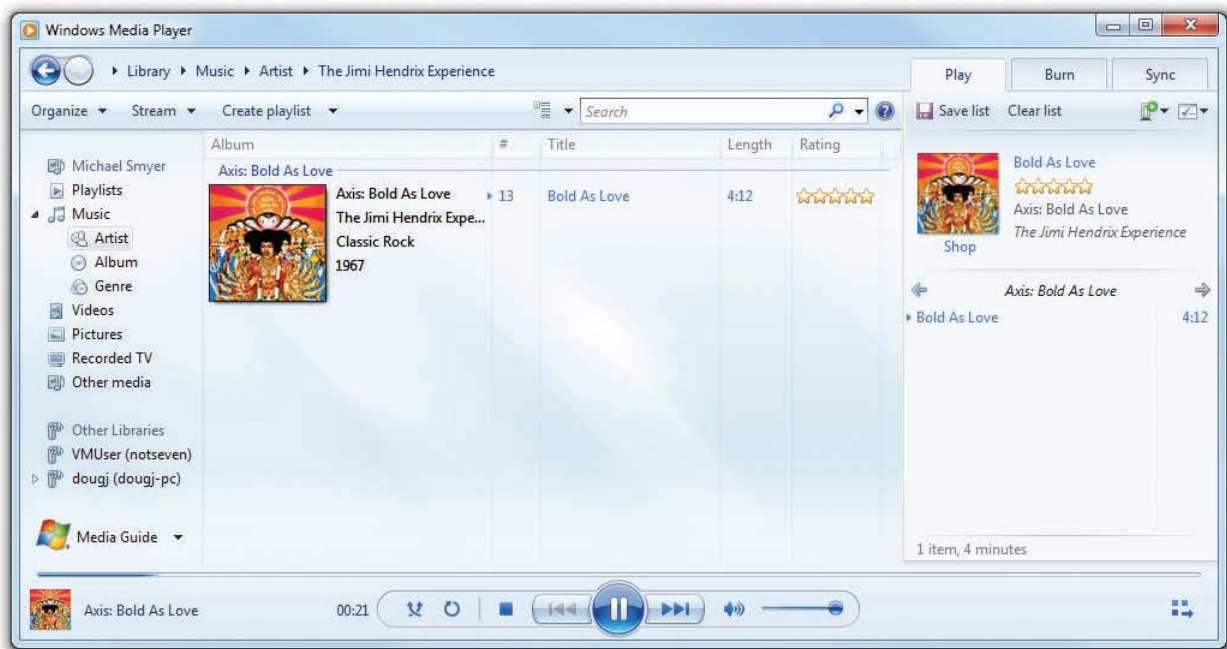 Windows Media Player
Library Music Artist The Jimi Hendrix Experience
Play Burn Sync
Organize Stream Create playlist Search
Save list Clear list
Album # Title Length Rating
Michael Smyer
Playlists
Music
Artist
Album
Genre
Videos
Pictures
Recorded TV
Other media
Other Libraries
VMUser (notseven)
dougj (dougj-pc)
Media Guide
Axis: Bold As Love
Axis: Bold As Love 13 Bold As Love 4:12
The Jimi Hendrix Expe...
Classic Rock
1967
Bold As Love
Axis: Bold As Love
The Jimi Hendrix Experience
Shop
Axis: Bold As Love
Bold As Love 4:12
1 item, 4 minutes
Axis: Bold As Love 00:21